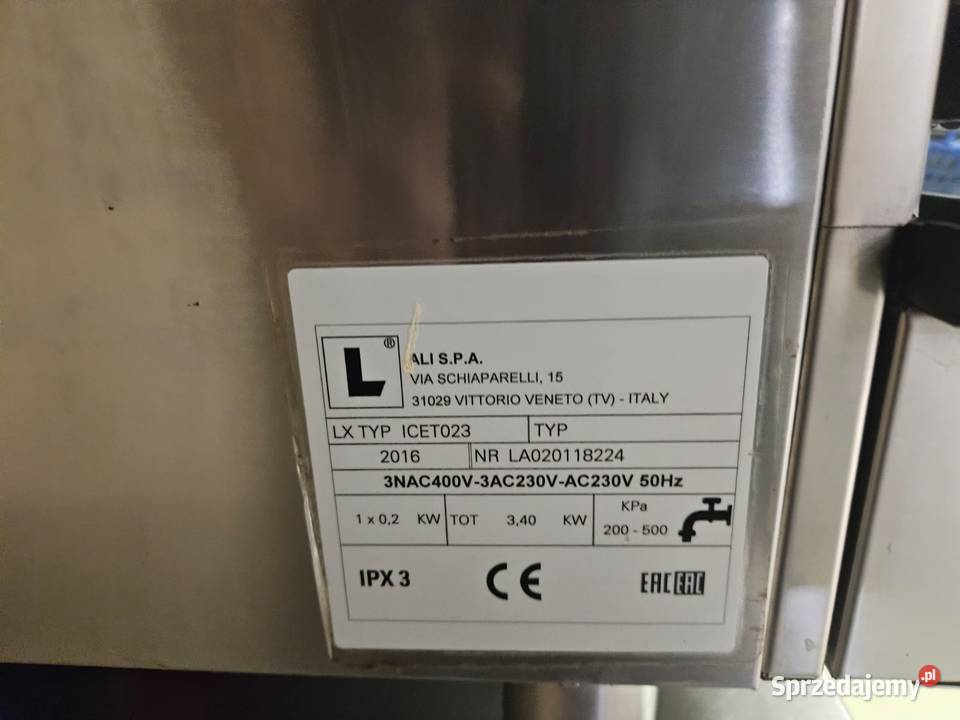 L ®
ALI S.P.A.
VIA SCHIAPARELLI, 15
31029 VITTORIO VENETO (TV) - ITALY
LX TYP ICET023 TYP
2016 NR LA020118224
3NAC400V-3AC230V-AC230V 50Hz
1 x 0,2 KW TOT 3,40 KW KPa
200 - 500
IPX 3 CE EAC EAC
Sprzedajemy.pl